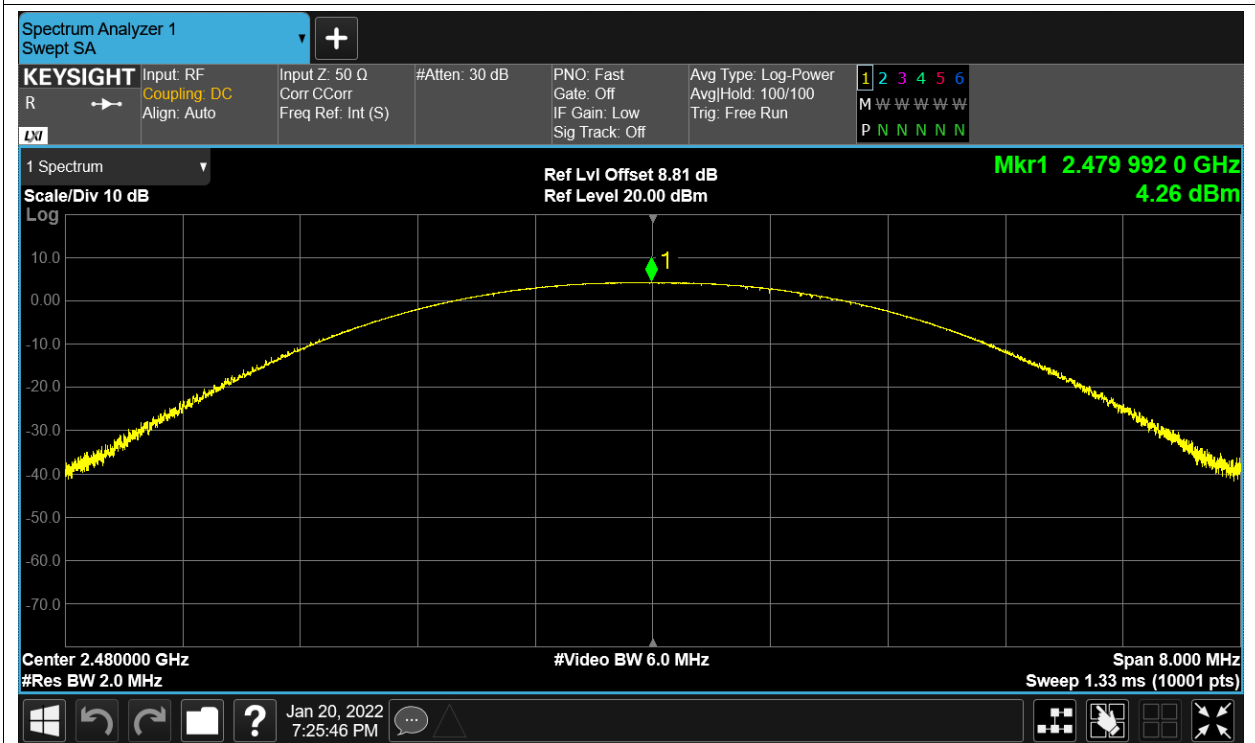 Spectrum Analyzer 1
Swept SA
KEYSIGHT
R
LXI
Input: RF
Coupling: DC
Align: Auto
Input Z: 50 Ω
Corr CCorr
Freq Ref: Int (S)
#Atten: 30 dB
PNO: Fast
Gate: Off
IF Gain: Low
Sig Track: Off
Avg Type: Log-Power
Avg|Hold: 100/100
Trig: Free Run
1 2 3 4 5 6
M W W W W W W
P N N N N N N
1 Spectrum
Scale/Div 10 dB
Ref Lvl Offset 8.81 dB
Ref Level 20.00 dBm
Mkr1 2.479 992 0 GHz
4.26 dBm
Log
1
10.0
0.00
-10.0
-20.0
-30.0
-40.0
-50.0
-60.0
-70.0
Center 2.480000 GHz
#Res BW 2.0 MHz
#Video BW 6.0 MHz
Span 8.000 MHz
Sweep 1.33 ms (10001 pts)
?
Jan 20, 2022
7:25:46 PM